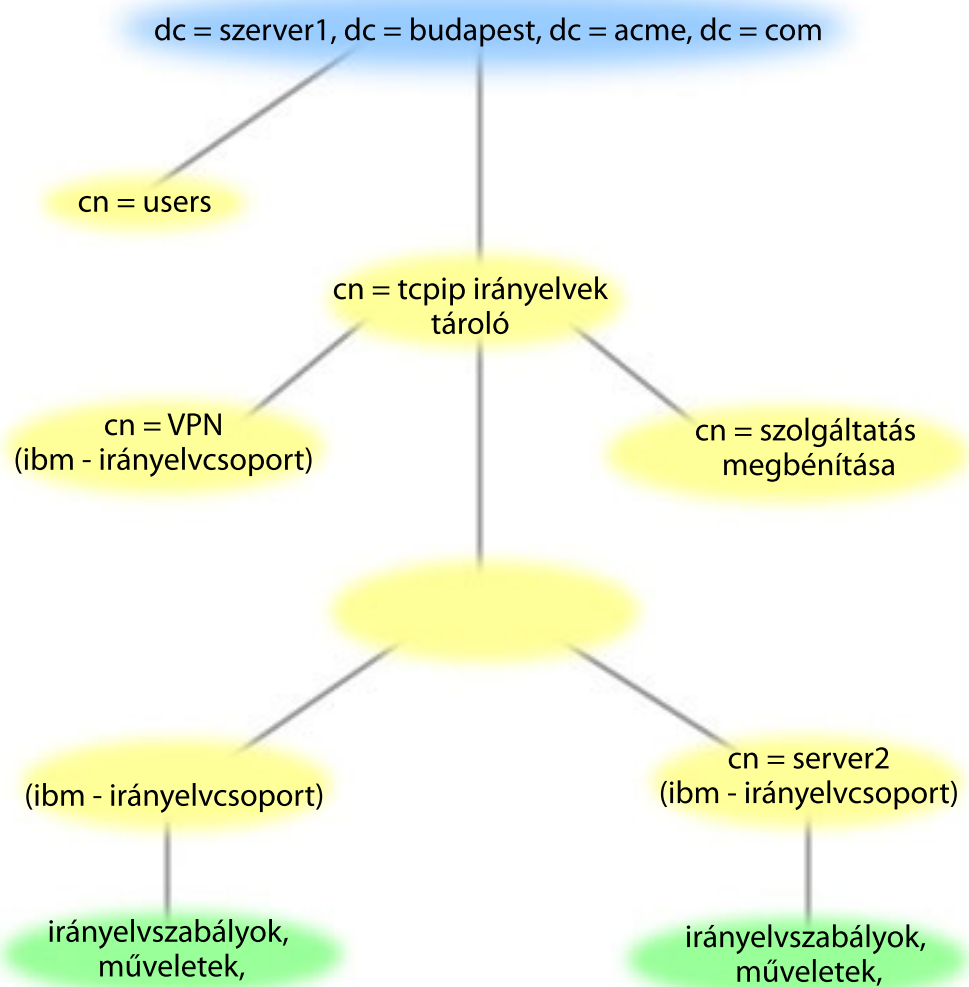 dc = szerver1, dc = budapest, dc = acme, dc = com
cn = users
cn = tcpip irányelvek
tároló
cn = VPN
(ibm - irányelvcsoport)
cn = szolgáltatás
megbénítása
(ibm - irányelvcsoport)
cn = server2
(ibm - irányelvcsoport)
irányelvszabályok,
műveletek,
irányelvszabályok,
műveletek,